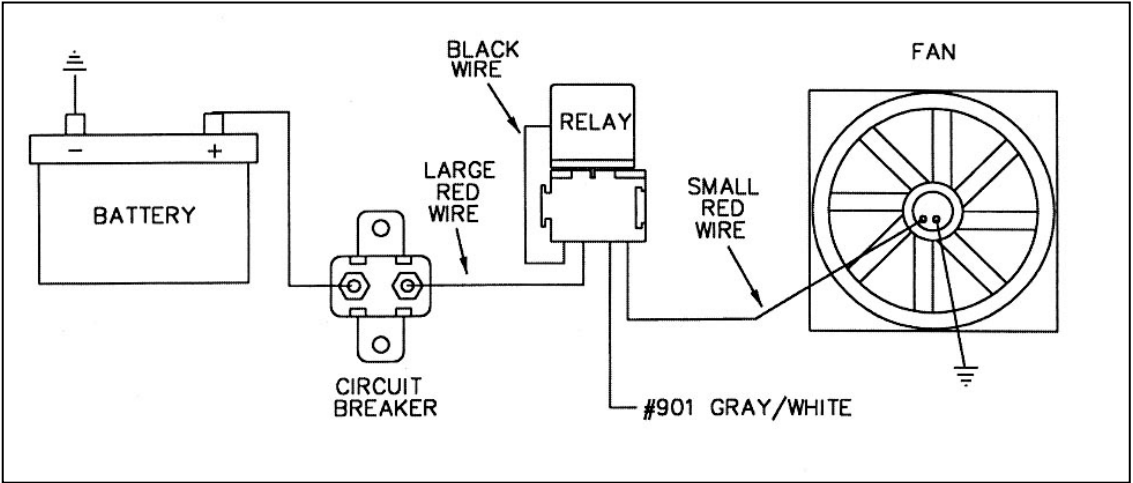 BLACK
WIRE
FAN
RELAY
LARGE
RED
WIRE
SMALL
RED
WIRE
- +
BATTERY
CIRCUIT
BREAKER
#901 GRAY/WHITE